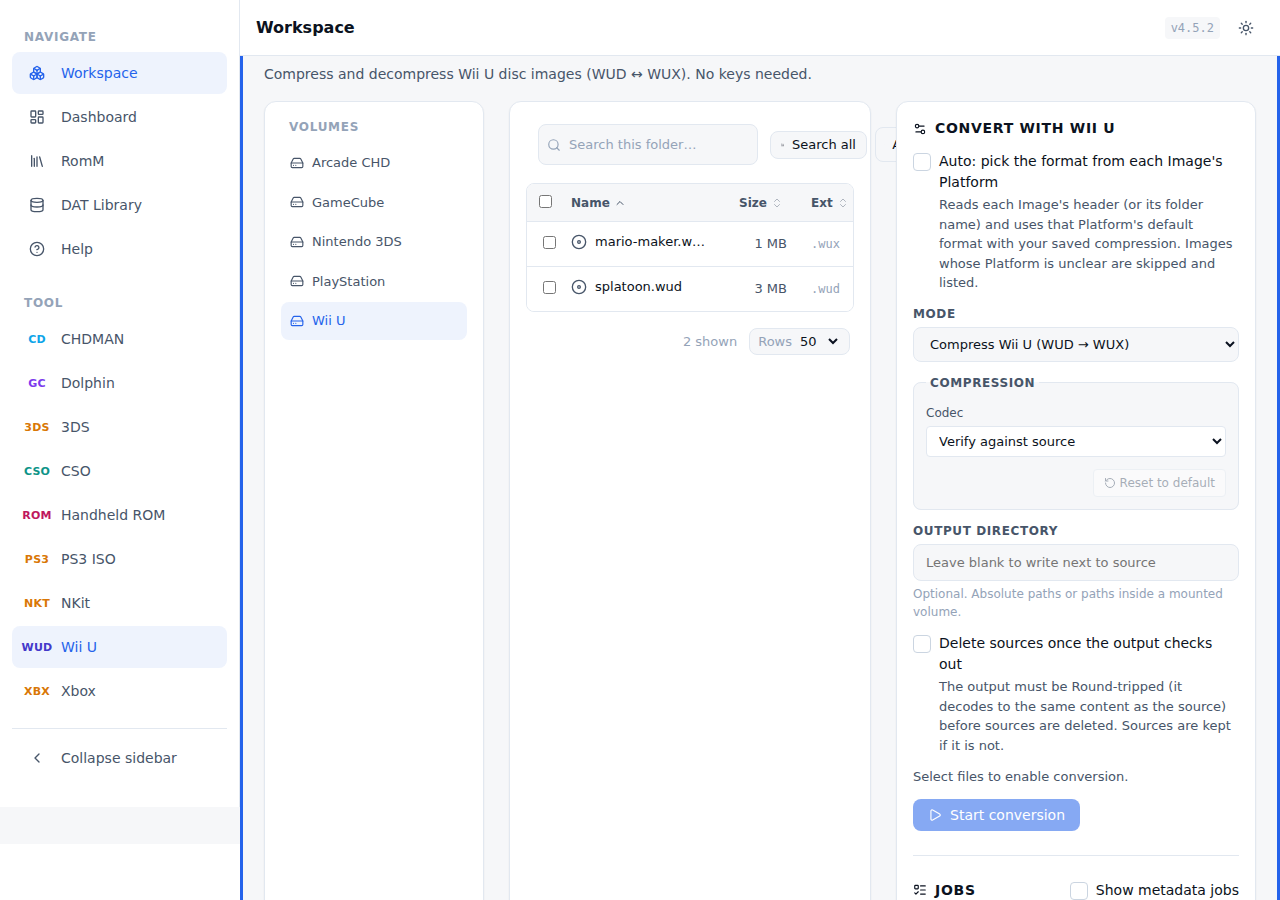 NAVIGATE
Workspace
Dashboard
RomM
DAT Library
Help
TOOL
CD CHDMAN
GC Dolphin
3DS 3DS
CSO CSO
ROM Handheld ROM
PS3 PS3 ISO
NKT NKit
WUD Wii U
XBX Xbox
Collapse sidebar
Workspace
v4.5.2
Compress and decompress Wii U disc images (WUD ↔ WUX). No keys needed.
VOLUMES
Arcade CHD
GameCube
Nintendo 3DS
PlayStation
Wii U
Search this folder…
Search all
Name Size Ext
mario-maker.w… 1 MB .wux
splatoon.wud 3 MB .wud
2 shown Rows 50
CONVERT WITH WII U
Auto: pick the format from each Image's
Platform
Reads each Image's header (or its folder
name) and uses that Platform's default
format with your saved compression. Images
whose Platform is unclear are skipped and
listed.
MODE
Compress Wii U (WUD → WUX)
COMPRESSION
Codec
Verify against source
Reset to default
OUTPUT DIRECTORY
Leave blank to write next to source
Optional. Absolute paths or paths inside a mounted
volume.
Delete sources once the output checks
out
The output must be Round-tripped (it
decodes to the same content as the source)
before sources are deleted. Sources are kept
if it is not.
Select files to enable conversion.
Start conversion
JOBS
Show metadata jobs